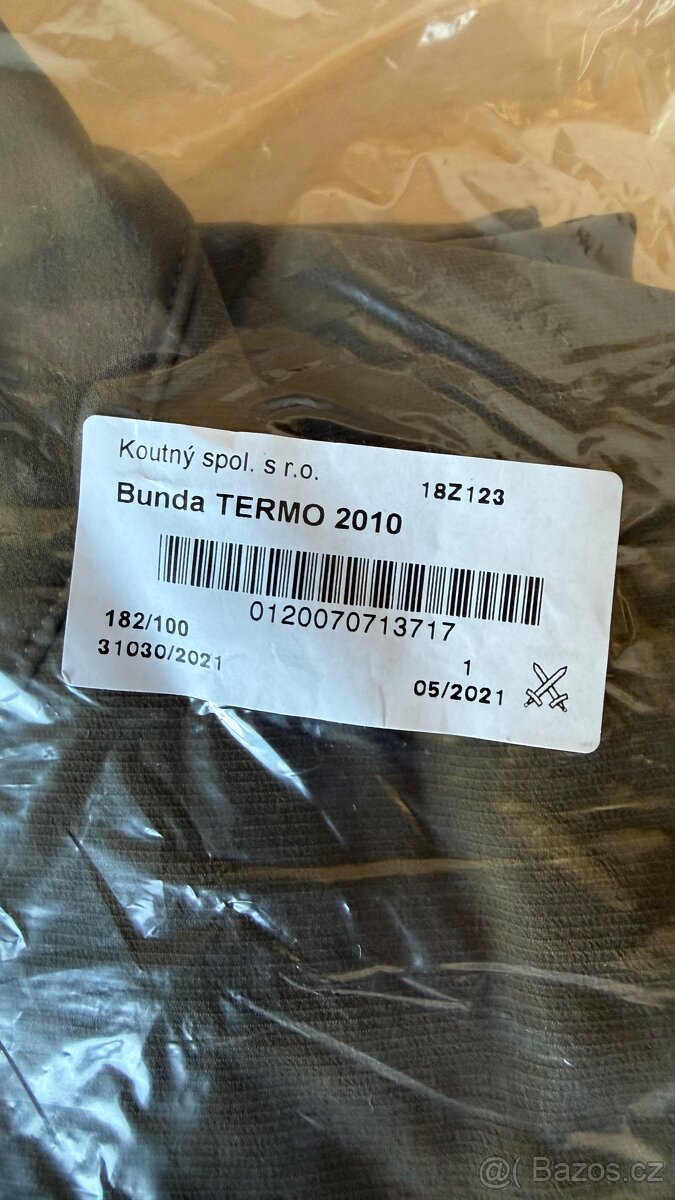 Koutný spol. s r.o.
18Z123
Bunda TERMO 2010
0120070713717
182/100
31030/2021
1
05/2021
@( Bazos.cz